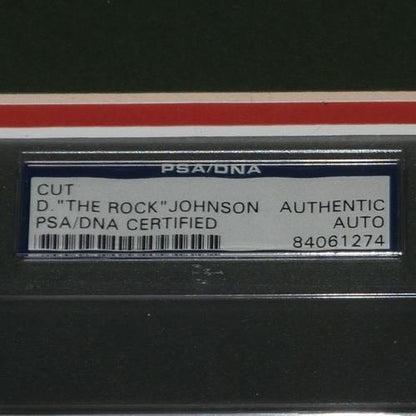 PSA/DNA
CUT
D. "THE ROCK" JOHNSON AUTHENTIC
PSA/DNA CERTIFIED AUTO
84061274